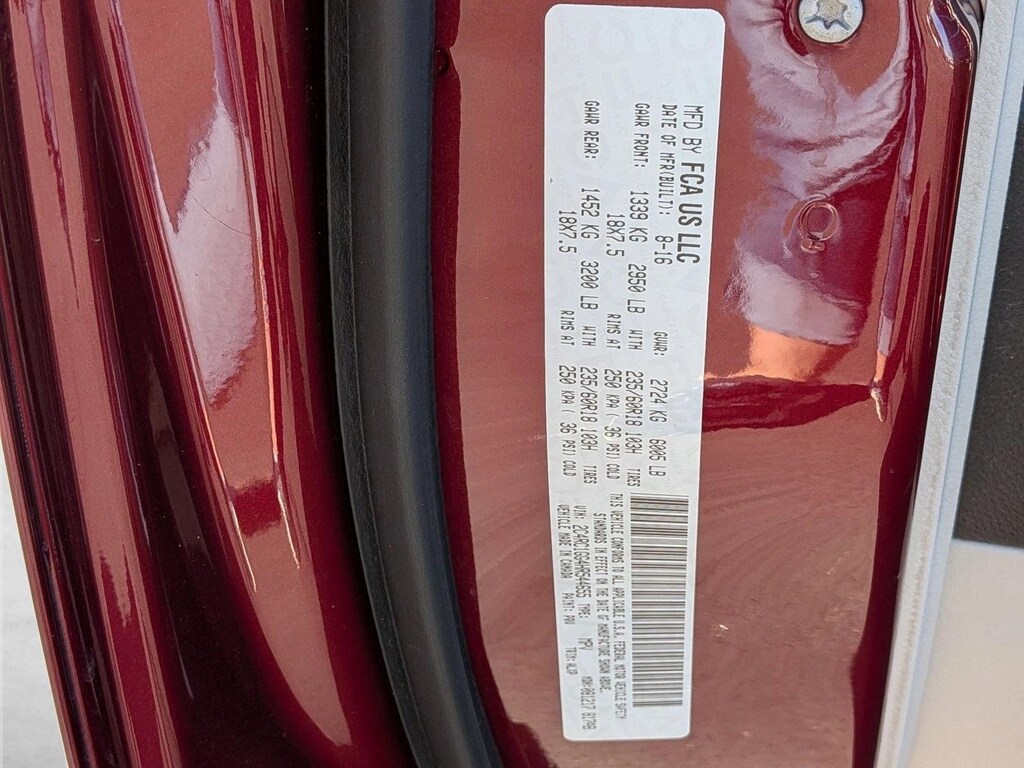 MFD BY FCA US LLC
DATE OF MFR(BUILT): 8-16 GVWR: 2724 KG 6005 LB
GAWR FRONT: 1339 KG 2950 LB WITH 235/60R18 103H TIRES
18X7.5 RIMS AT 250 KPA( 36 PSI) COLD
GAWR REAR: 1452 KG 3200 LB WITH 235/60R18 103H TIRES
18X7.5 RIMS AT 250 KPA( 36 PSI) COLD
THIS VEHICLE CONFORMS TO ALL APPLICABLE U.S.A. FEDERAL MOTOR VEHICLE SAFETY
STANDARDS IN EFFECT ON THE DATE OF MANUFACTURE SHOWN ABOVE.
VIN: TYPE: MPV MDH:081217
VEHICLE MADE IN CANADA PAINT: TRIM: